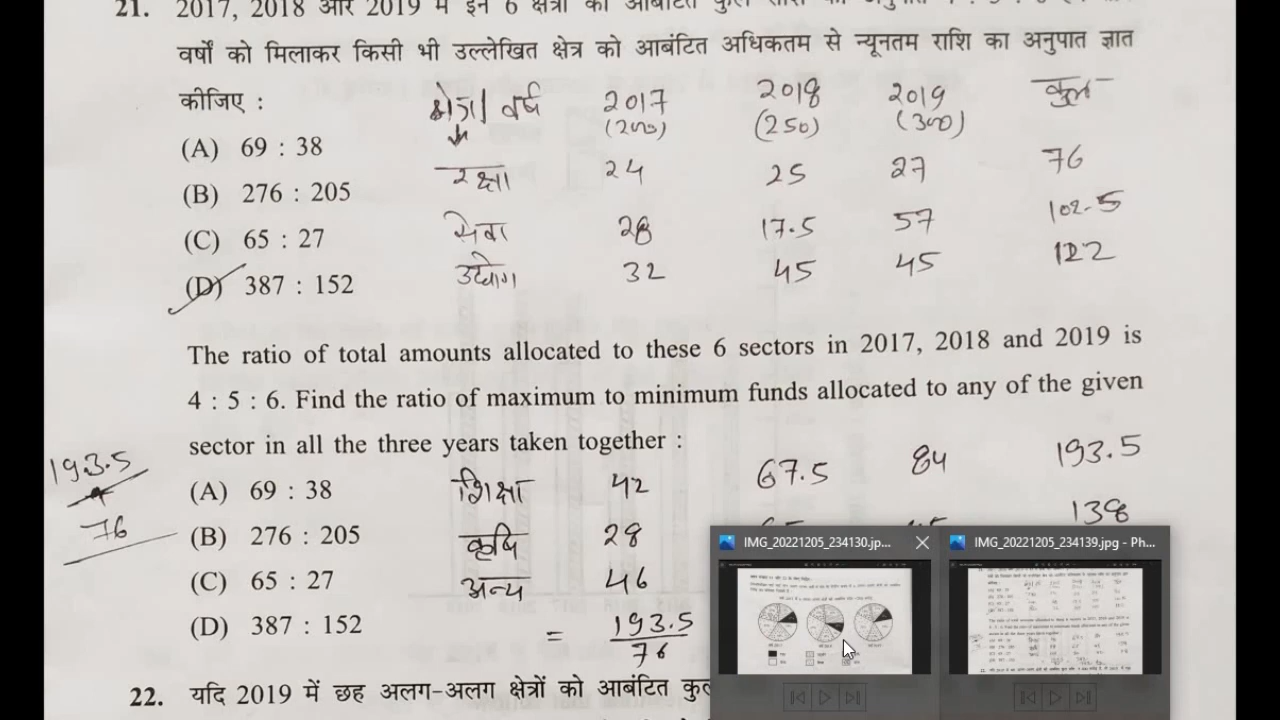 21. 2017, 2018 और 2019 में इन 6 क्षेत्रों को आबंटित कुल राशि का अनुपात
वर्षों को मिलाकर किसी भी उल्लेखित क्षेत्र को आबंटित अधिकतम से न्यूनतम राशि का अनुपात ज्ञात
कीजिए :
क्षेत्र/वर्ष 2017 2018 2019 कुल
(200) (250) (300)
(A) 69 : 38
रक्षा 24 25 27 76
(B) 276 : 205
सेवा 28 17.5 57 102.5
(C) 65 : 27
उद्योग 32 45 45 122
(D) 387 : 152
The ratio of total amounts allocated to these 6 sectors in 2017, 2018 and 2019 is
4 : 5 : 6. Find the ratio of maximum to minimum funds allocated to any of the given
sector in all the three years taken together :
193.5
76
(A) 69 : 38 शिक्षा 42 67.5 84 193.5
(B) 276 : 205 कृषि 28 138
(C) 65 : 27 अन्य 46
(D) 387 : 152 = 193.5
76
22. यदि 2019 में छह अलग-अलग क्षेत्रों को आबंटित कुल
IMG_20221205_234130.jp...
IMG_20221205_234139.jpg - Ph...